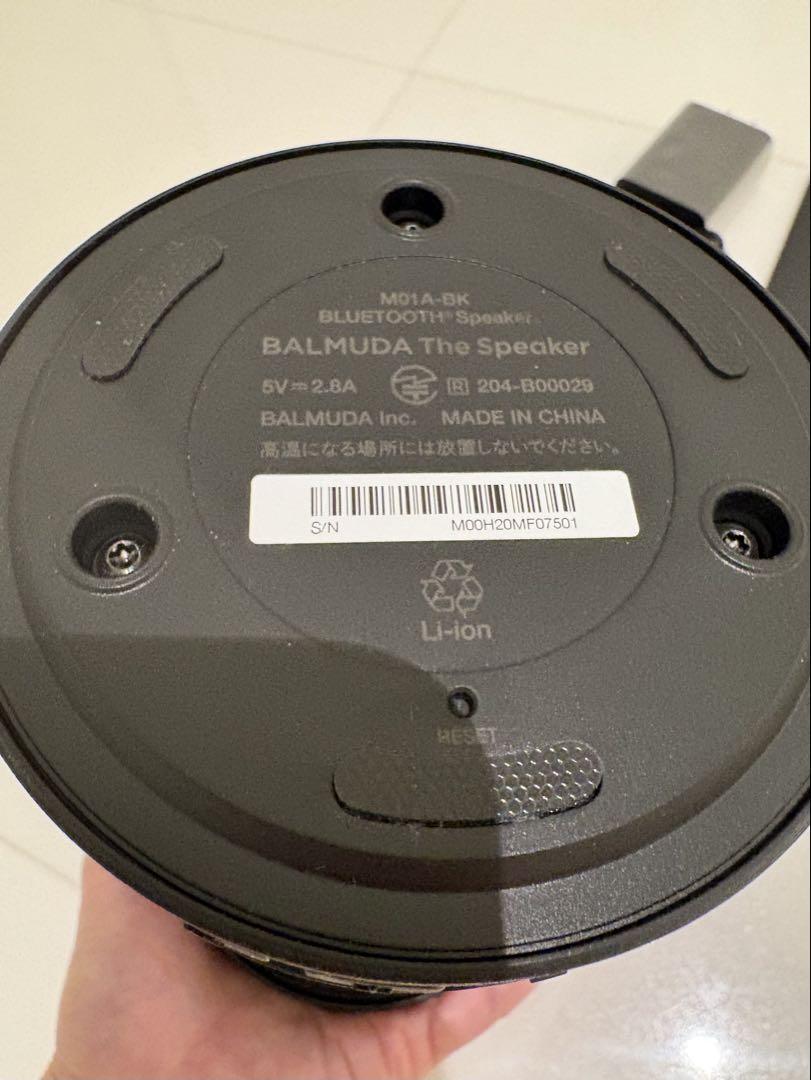 M01A-BK
BLUETOOTH® Speaker
BALMUDA The Speaker
5V⎓2.8A R 204-B00029
BALMUDA Inc. MADE IN CHINA
高温になる場所には放置しないでください。
S/N M00H20MF07501
Li-ion
RESET